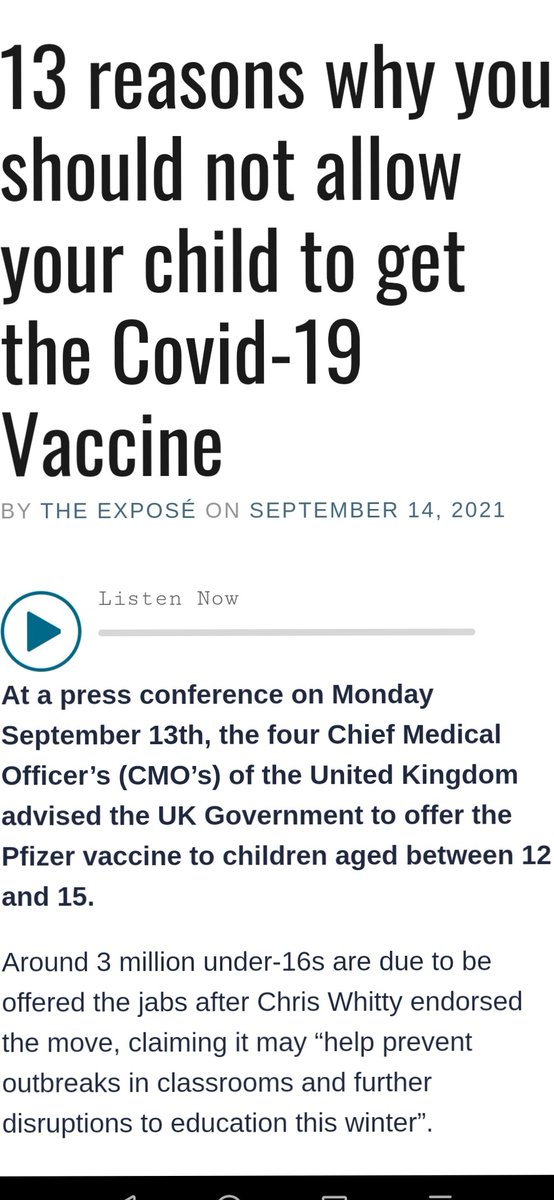 13 reasons why you
should not allow
your child to get
the Covid-19
Vaccine
BY THE EXPOSÉ ON SEPTEMBER 14, 2021
Listen Now
At a press conference on Monday
September 13th, the four Chief Medical
Officer’s (CMO’s) of the United Kingdom
advised the UK Government to offer the
Pfizer vaccine to children aged between 12
and 15.
Around 3 million under-16s are due to be
offered the jabs after Chris Whitty endorsed
the move, claiming it may “help prevent
outbreaks in classrooms and further
disruptions to education this winter”.